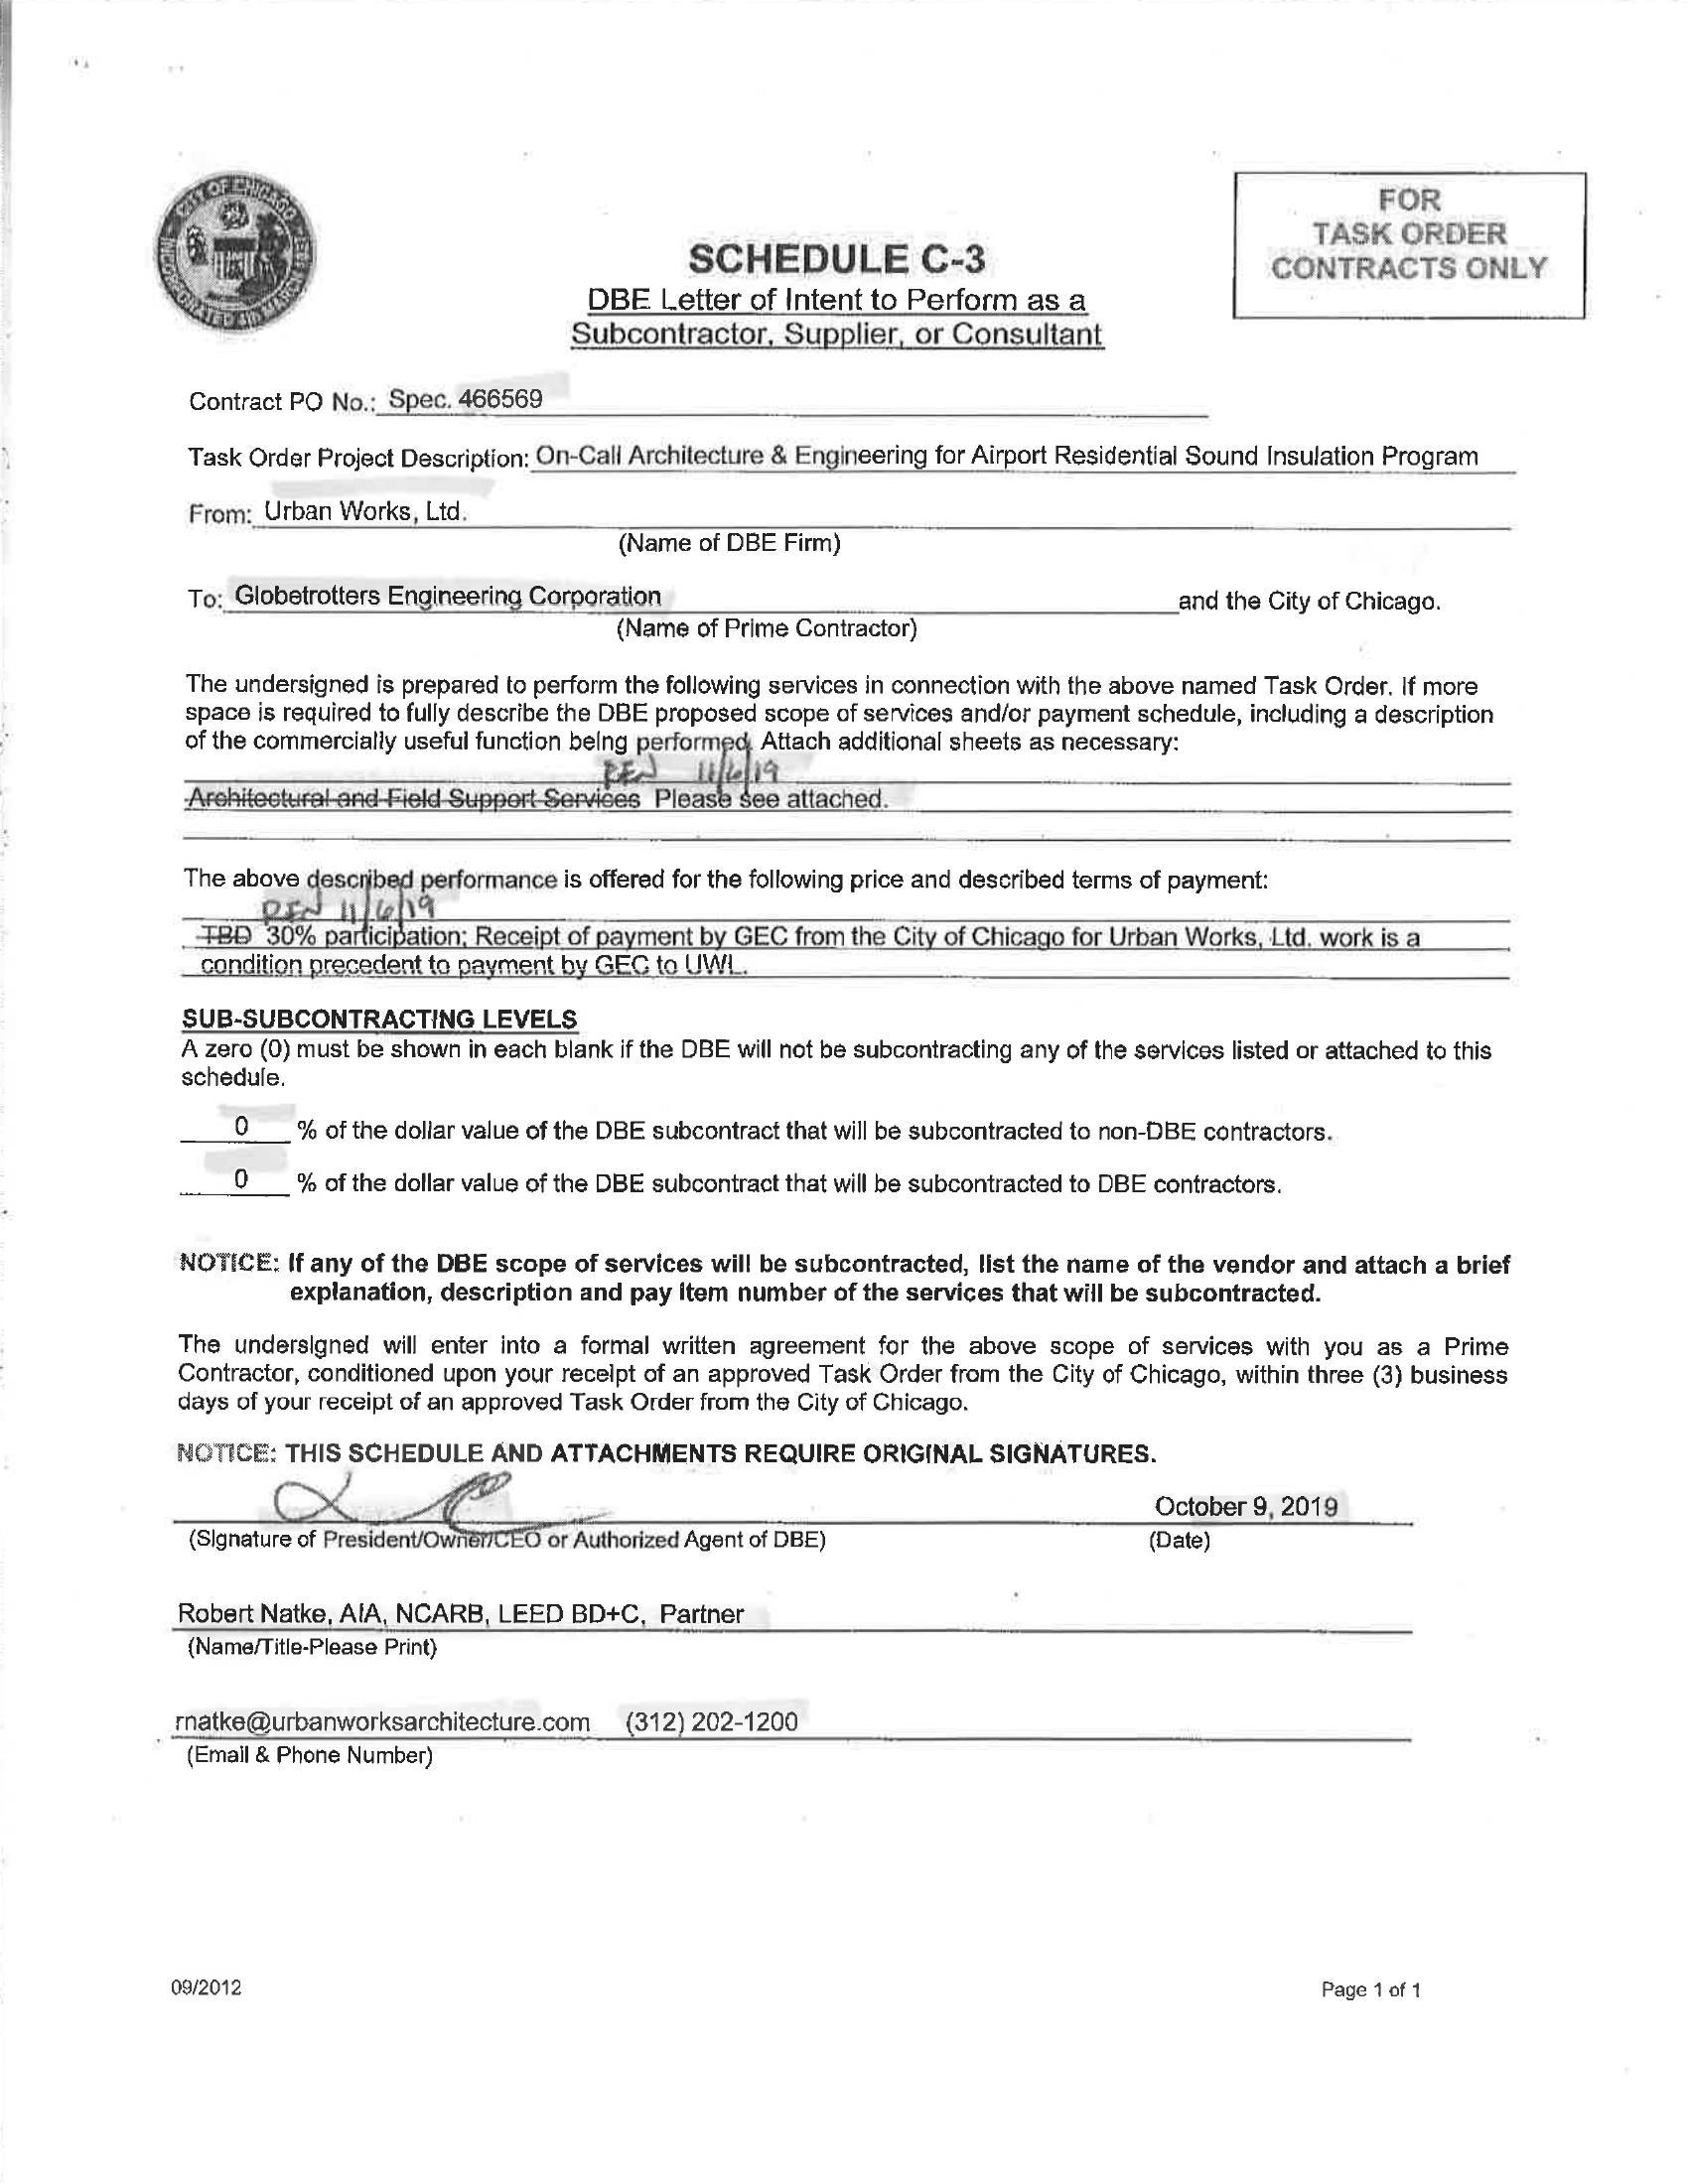 FOR
TASK ORDER
CONTRACTS ONLY
CITY OF CHICAGO
SCHEDULE C-3
DBE Letter of Intent to Perform as a
Subcontractor, Supplier, or Consultant
Contract PO No.: Spec. 466569
Task Order Project Description: On-Call Architecture & Engineering for Airport Residential Sound Insulation Program
From: Urban Works, Ltd.
(Name of DBE Firm)
To: Globetrotters Engineering Corporation and the City of Chicago.
(Name of Prime Contractor)
The undersigned is prepared to perform the following services in connection with the above named Task Order. If more
space is required to fully describe the DBE proposed scope of services and/or payment schedule, including a description
of the commercially useful function being performed. Attach additional sheets as necessary:
REN 11/6/19
Architectural and Field Support Services Please see attached.
The above described performance is offered for the following price and described terms of payment:
REN 11/6/19
TBD 30% participation; Receipt of payment by GEC from the City of Chicago for Urban Works, Ltd. work is a
condition precedent to payment by GEC to UWL.
SUB-SUBCONTRACTING LEVELS
A zero (0) must be shown in each blank if the DBE will not be subcontracting any of the services listed or attached to this
schedule.
0 % of the dollar value of the DBE subcontract that will be subcontracted to non-DBE contractors.
0 % of the dollar value of the DBE subcontract that will be subcontracted to DBE contractors.
NOTICE: If any of the DBE scope of services will be subcontracted, list the name of the vendor and attach a brief
explanation, description and pay item number of the services that will be subcontracted.
The undersigned will enter into a formal written agreement for the above scope of services with you as a Prime
Contractor, conditioned upon your receipt of an approved Task Order from the City of Chicago, within three (3) business
days of your receipt of an approved Task Order from the City of Chicago.
NOTICE: THIS SCHEDULE AND ATTACHMENTS REQUIRE ORIGINAL SIGNATURES.
October 9, 2019
(Signature of President/Owner/CEO or Authorized Agent of DBE) (Date)
Robert Natke, AIA, NCARB, LEED BD+C, Partner
(Name/Title-Please Print)
rnatke@urbanworksarchitecture.com (312) 202-1200
(Email & Phone Number)
09/2012 Page 1 of 1